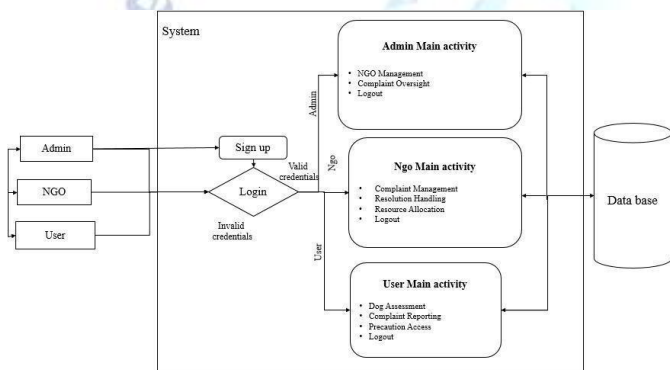 System
Admin
NGO
User
Sign up
Login
Valid
credentials
Invalid
credentials
Admin
Ngo
User
Admin Main activity
• NGO Management
• Complaint Oversight
• Logout
Ngo Main activity
• Complaint Management
• Resolution Handling
• Resource Allocation
• Logout
User Main activity
• Dog Assessment
• Complaint Reporting
• Precaution Access
• Logout
Data base